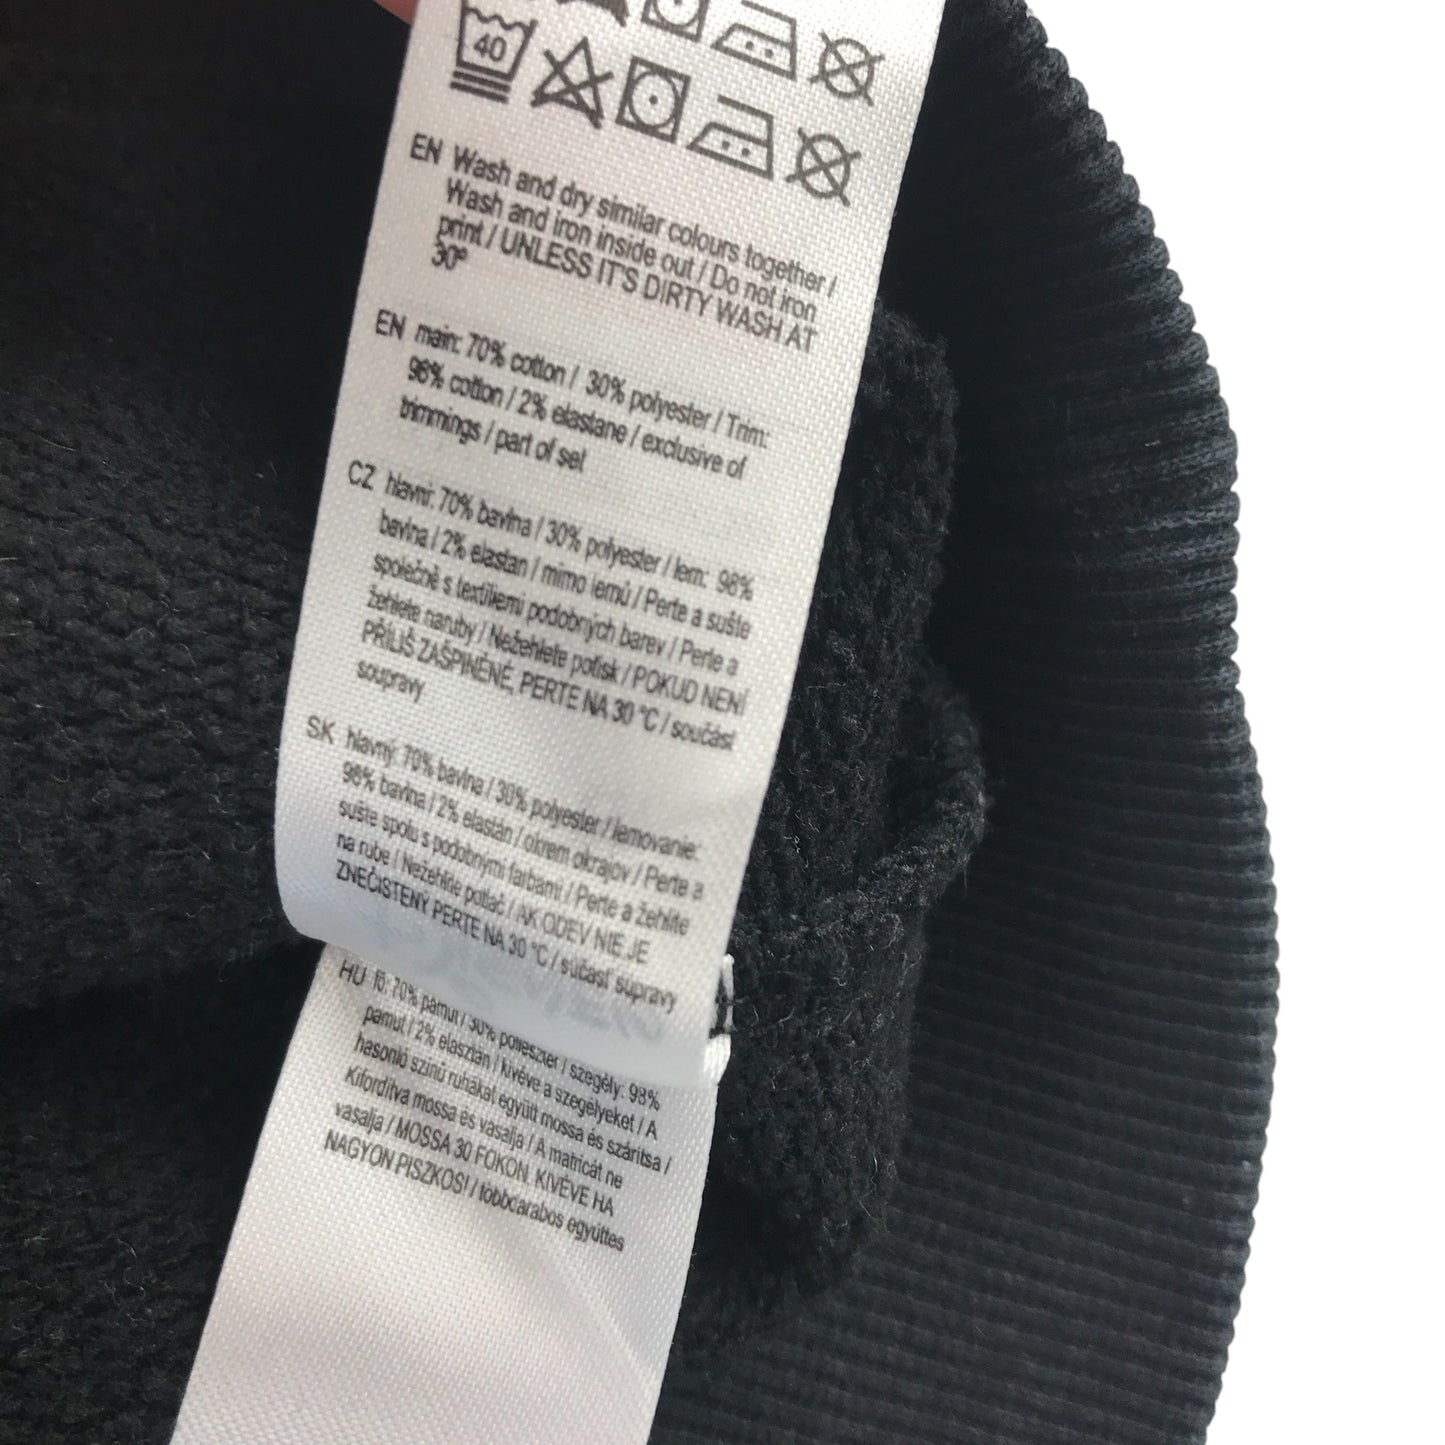 40
EN Wash and dry similar colours together /
Wash and iron inside out / Do not iron
print / UNLESS IT'S DIRTY WASH AT
30°
EN main: 70% cotton / 30% polyester / Trim:
98% cotton / 2% elastane / exclusive of
trimmings / part of set
CZ hlavní: 70% bavlna / 30% polyester / lem: 98%
bavlna / 2% elastan / mimo lemů / Perte a sušte
společně s textiliemi podobných barev / Perte a
žehlete naruby / Nežehlete potisk / POKUD NENÍ
PŘÍLIŠ ZAŠPINĚNÉ, PERTE NA 30 °C / součást
soupravy
SK hlavný: 70% bavlna / 30% polyester / lemovanie:
98% bavlna / 2% elastán / okrem okrajov / Perte a
sušte spolu s podobnými farbami / Perte a žehlite
na rube / Nežehlite potlač / AK ODEV NIE JE
ZNEČISTENÝ PERTE NA 30 °C / súčasť súpravy
HU fő: 70% pamut / 30% poliészter / szegély: 98%
pamut / 2% elasztán / kivéve a szegélyeket / A
hasonló színű ruhákat együtt mossa és szárítsa /
Kifordítva mossa és vasalja / A matricát ne
vasalja / MOSSA 30 FOKON, KIVÉVE HA
NAGYON PISZKOS! / többdarabos együttes